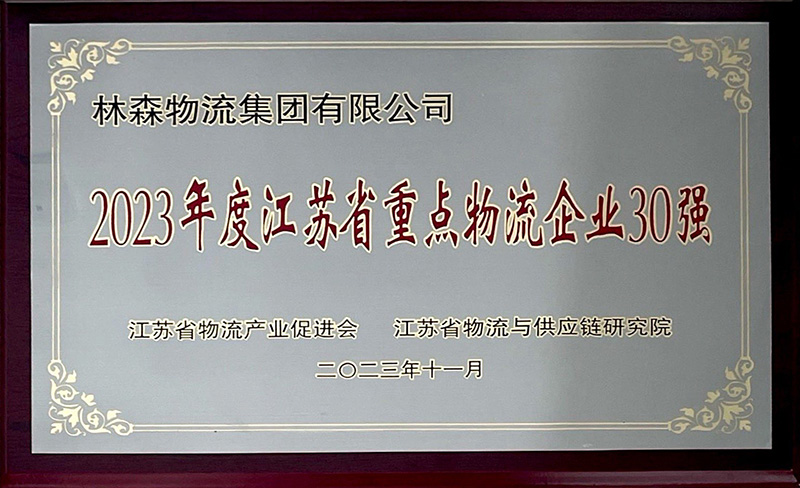 林森物流集团有限公司
2023年度江苏省重点物流企业30强
江苏省物流产业促进会 江苏省物流与供应链研究院
二〇二三年十一月